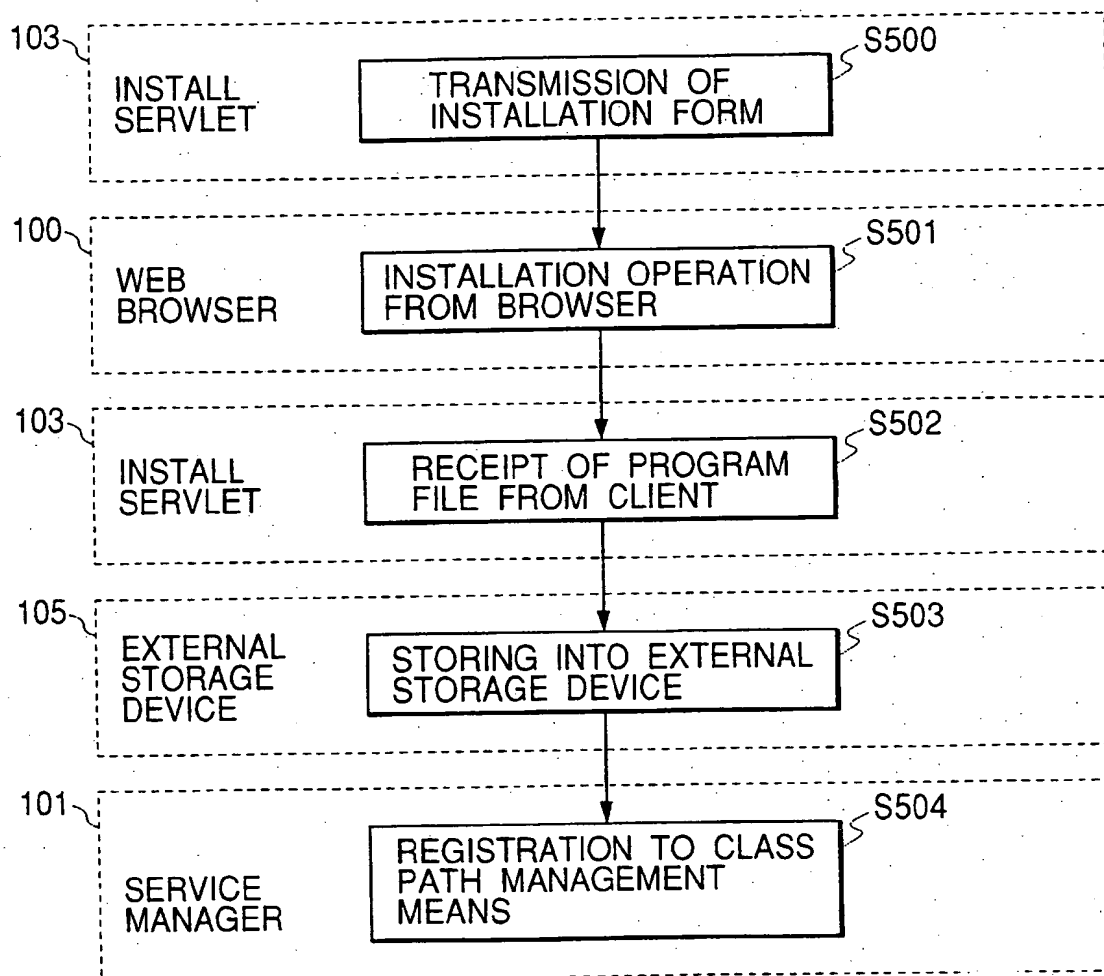 103
S500
INSTALL
SERVLET
TRANSMISSION OF
INSTALLATION FORM
100
S501
WEB
BROWSER
INSTALLATION OPERATION
FROM BROWSER
103
S502
INSTALL
SERVLET
RECEIPT OF PROGRAM
FILE FROM CLIENT
105
S503
EXTERNAL
STORAGE
DEVICE
STORING INTO EXTERNAL
STORAGE DEVICE
101
S504
SERVICE
MANAGER
REGISTRATION TO CLASS
PATH MANAGEMENT
MEANS